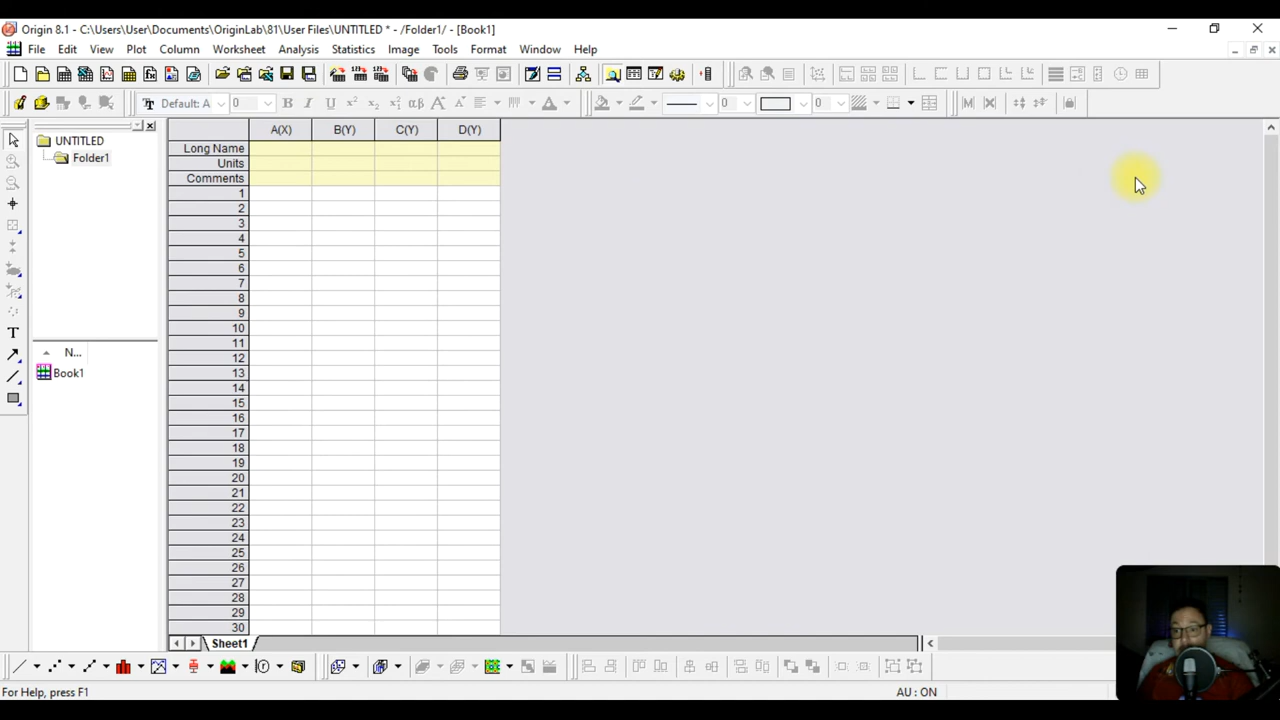 Origin 8.1 - C:\Users\User\Documents\OriginLab\81\User Files\UNTITLED * - /Folder1/ - [Book1]
File Edit View Plot Column Worksheet Analysis Statistics Image Tools Format Window Help
Default: A 0 B I U x² x₂ αβ A A A 0 0
UNTITLED
Folder1
N...
Book1
A(X) B(Y) C(Y) D(Y)
Long Name
Units
Comments
1
2
3
4
5
6
7
8
9
10
11
12
13
14
15
16
17
18
19
20
21
22
23
24
25
26
27
28
29
30
T
Sheet1
For Help, press F1
AU : ON